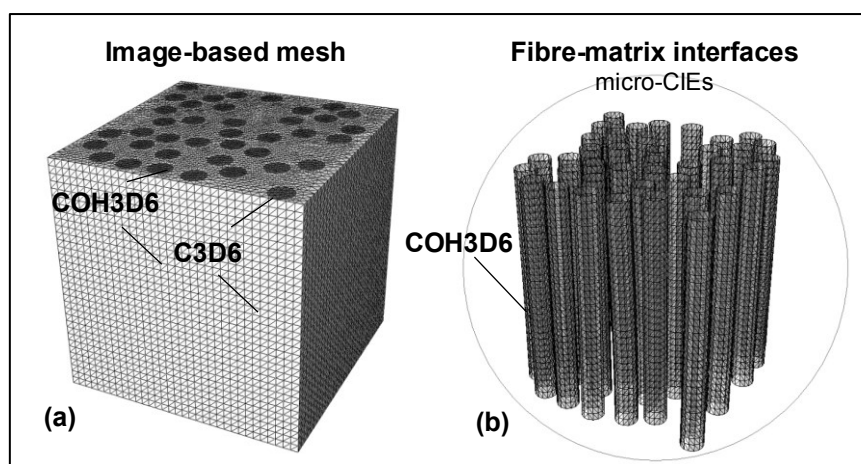 Image-based mesh
COH3D6
C3D6
(a)
Fibre-matrix interfaces
micro-CIEs
COH3D6
(b)